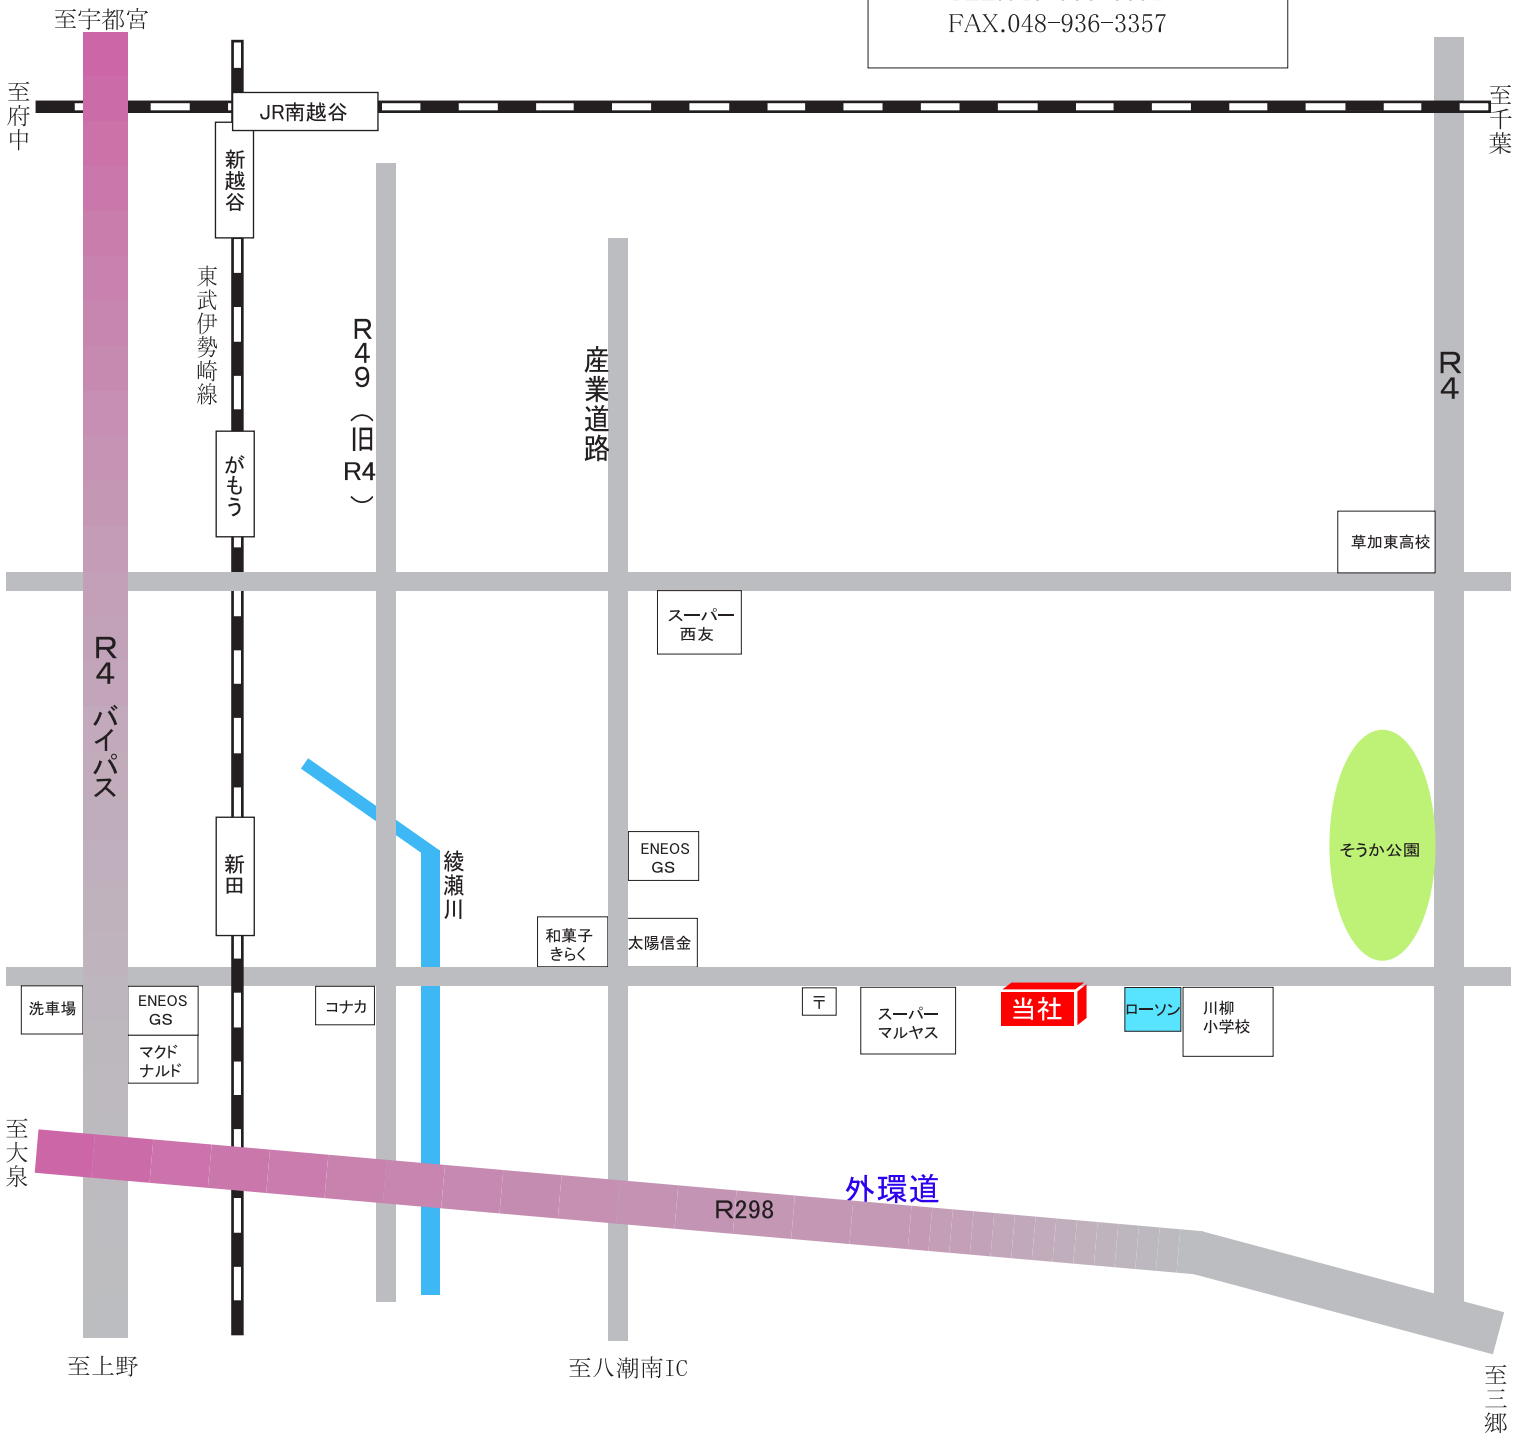 至宇都宮
FAX.048-936-3357
至府中
至千葉
JR南越谷
新越谷
東武伊勢崎線
R49（旧R4）
産業道路
R4
がもう
草加東高校
スーパー
西友
R4 バイパス
新田
綾瀬川
ENEOS
GS
そうか公園
和菓子
きらく
太陽信金
洗車場
ENEOS
GS
マクド
ナルド
コナカ
〒
スーパー
マルヤス
当社
ローソン
川柳
小学校
至大泉
外環道
R298
至上野
至八潮南IC
至三郷